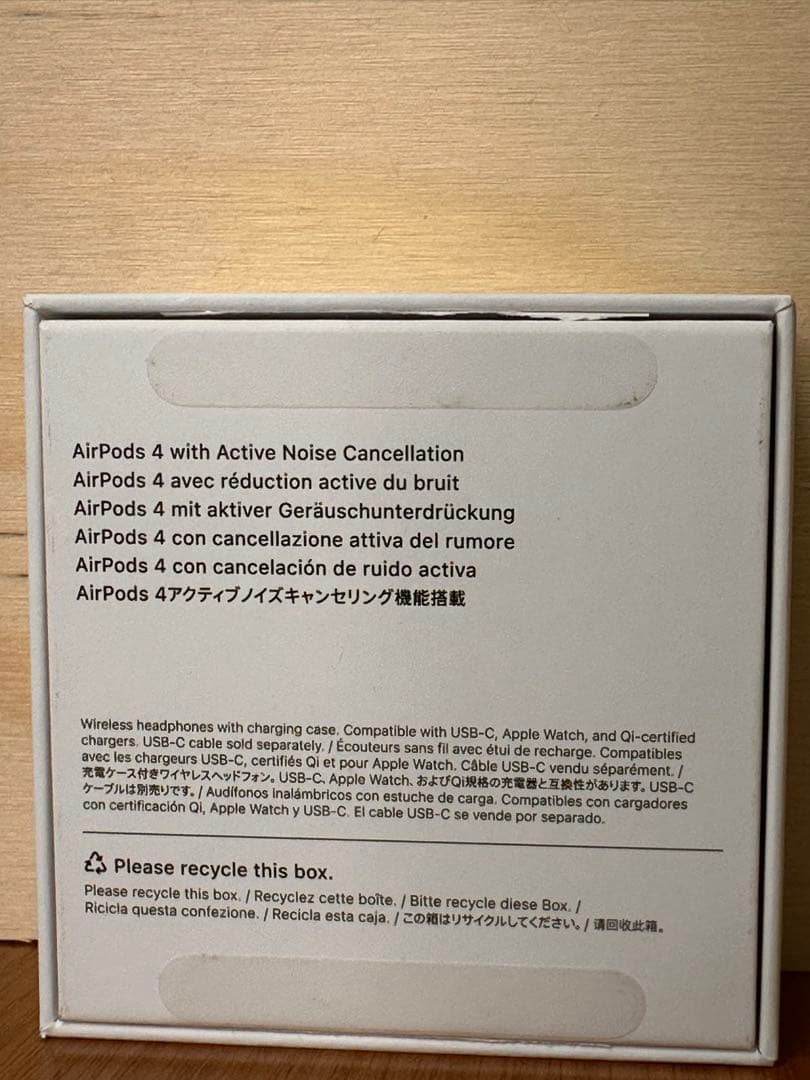 AirPods 4 with Active Noise Cancellation
AirPods 4 avec réduction active du bruit
AirPods 4 mit aktiver Geräuschunterdrückung
AirPods 4 con cancellazione attiva del rumore
AirPods 4 con cancelación de ruido activa
AirPods 4アクティブノイズキャンセリング機能搭載
Wireless headphones with charging case. Compatible with USB-C, Apple Watch, and Qi-certified
chargers. USB-C cable sold separately. / Écouteurs sans fil avec étui de recharge. Compatibles
avec les chargeurs USB-C, certifiés Qi et pour Apple Watch. Câble USB-C vendu séparément. /
充電ケース付きワイヤレスヘッドフォン。USB-C、Apple Watch、およびQi規格の充電器と互換性があります。USB-C
ケーブルは別売りです。/ Audífonos inalámbricos con estuche de carga. Compatibles con cargadores
con certificación Qi, Apple Watch y USB-C. El cable USB-C se vende por separado.
Please recycle this box.
Please recycle this box. / Recyclez cette boîte. / Bitte recycle diese Box. /
Ricicla questa confezione. / Recicla esta caja. / この箱はリサイクルしてください。/ 请回收此箱。